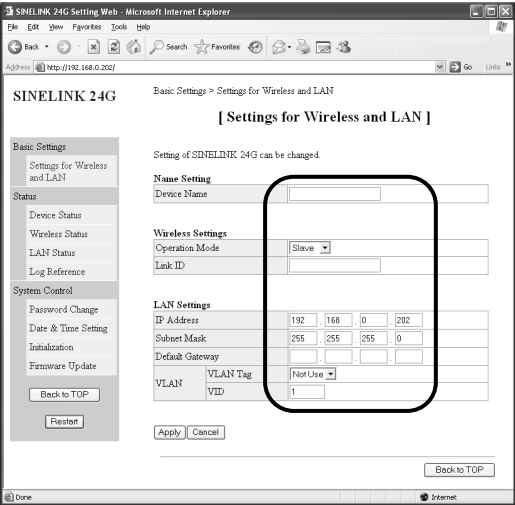 SINELINK 24G Setting Web - Microsoft Internet Explorer
File Edit View Favorites Tools Help
Back Search Favorites
Address http://192.168.0.202/ Go Links »
SINELINK 24G
Basic Settings
Settings for Wireless
and LAN
Status
Device Status
Wireless Status
LAN Status
Log Reference
System Control
Password Change
Date & Time Setting
Initialization
Firmware Update
Back to TOP
Restart
Basic Settings > Settings for Wireless and LAN
[ Settings for Wireless and LAN ]
Setting of SINELINK 24G can be changed.
Name Setting
Device Name
Wireless Settings
Operation Mode Slave
Link ID
LAN Settings
IP Address 192 . 168 . 0 . 202
Subnet Mask 255 . 255 . 255 . 0
Default Gateway . . .
VLAN
VLAN Tag Not Use
VID 1
Apply Cancel
Back to TOP
Done Internet